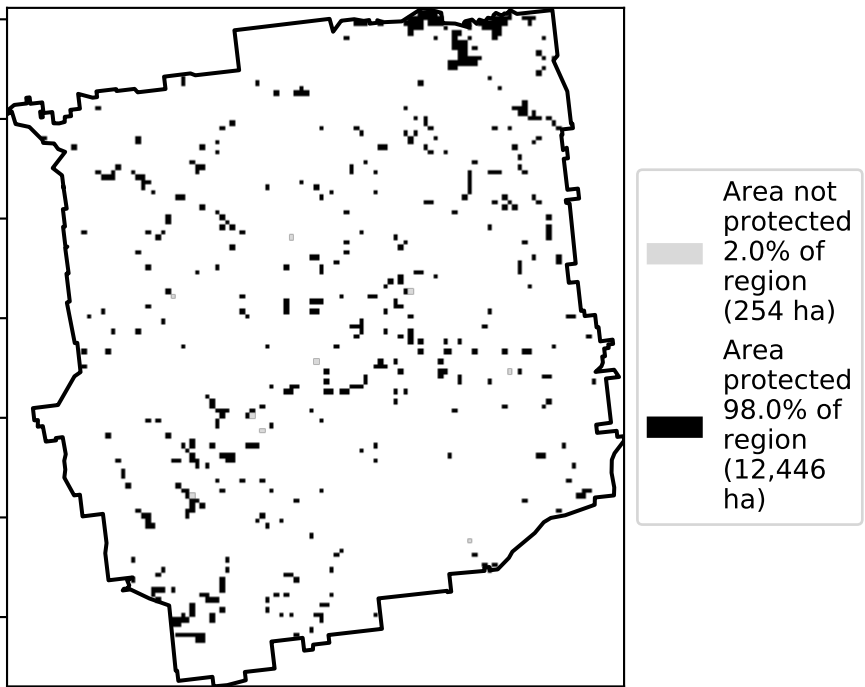 Area not
protected
2.0% of
region
(254 ha)
Area
protected
98.0% of
region
(12,446
ha)